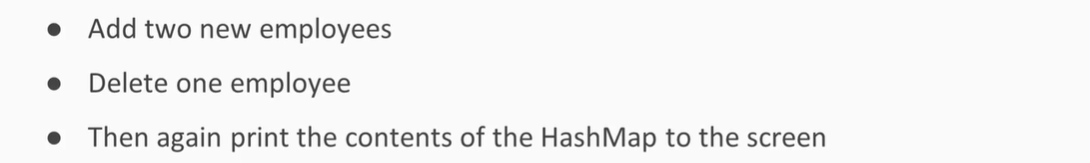 ● Add two new employees
● Delete one employee
● Then again print the contents of the HashMap to the screen